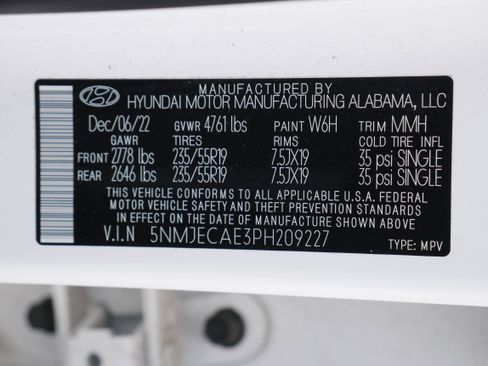 MANUFACTURED BY
HYUNDAI MOTOR MANUFACTURING ALABAMA, LLC
Dec/06/22 GVWR 4761 lbs PAINT W6H TRIM MMH
GAWR TIRES RIMS COLD TIRE INFL
FRONT 2778 lbs 235/55R19 7.5JX19 35 psi SINGLE
REAR 2646 lbs 235/55R19 7.5JX19 35 psi SINGLE
THIS VEHICLE CONFORMS TO ALL APPLICABLE U.S.A. FEDERAL
MOTOR VEHICLE SAFETY AND THEFT PREVENTION STANDARDS
IN EFFECT ON THE DATE OF MANUFACTURE SHOWN ABOVE
V.I.N 5NMJECAE3PH209227 TYPE: MPV